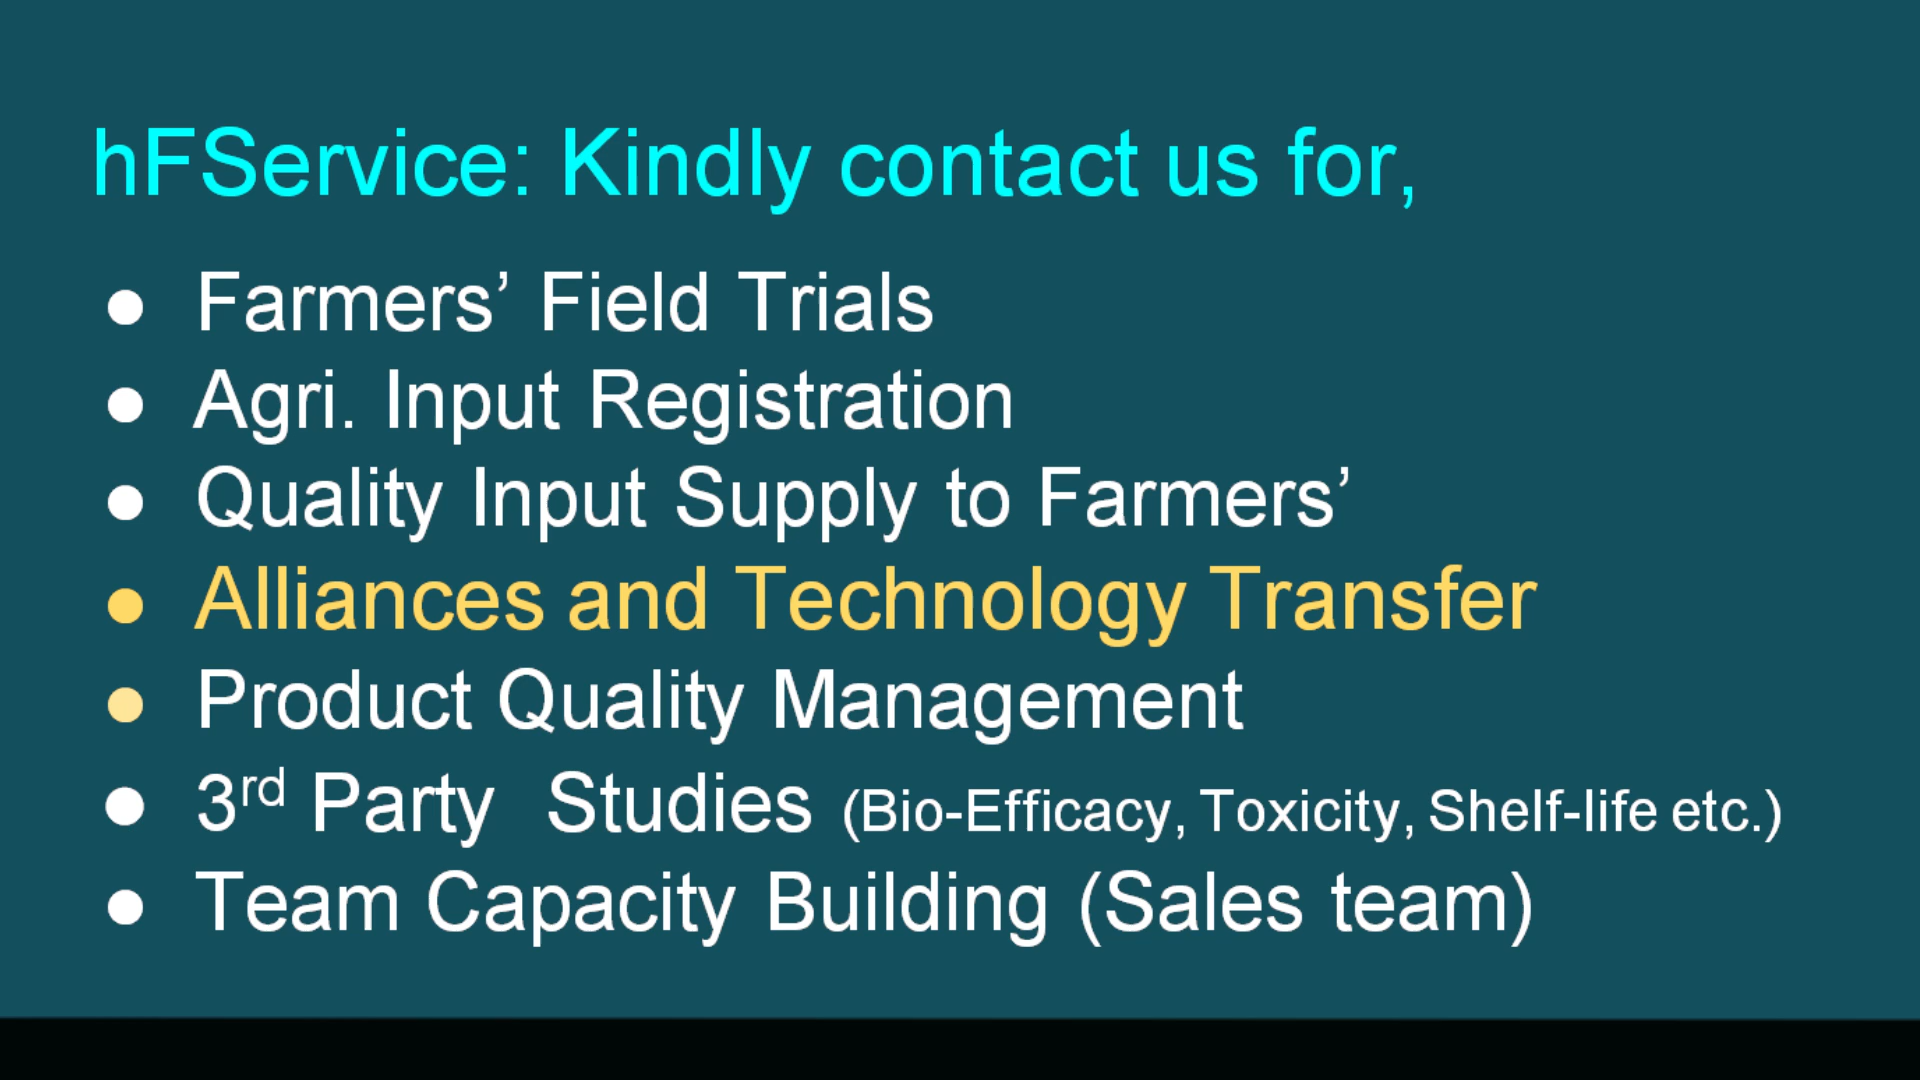 hFService: Kindly contact us for,
● Farmers’ Field Trials
● Agri. Input Registration
● Quality Input Supply to Farmers’
● Alliances and Technology Transfer
● Product Quality Management
● 3rd Party Studies (Bio-Efficacy, Toxicity, Shelf-life etc.)
● Team Capacity Building (Sales team)